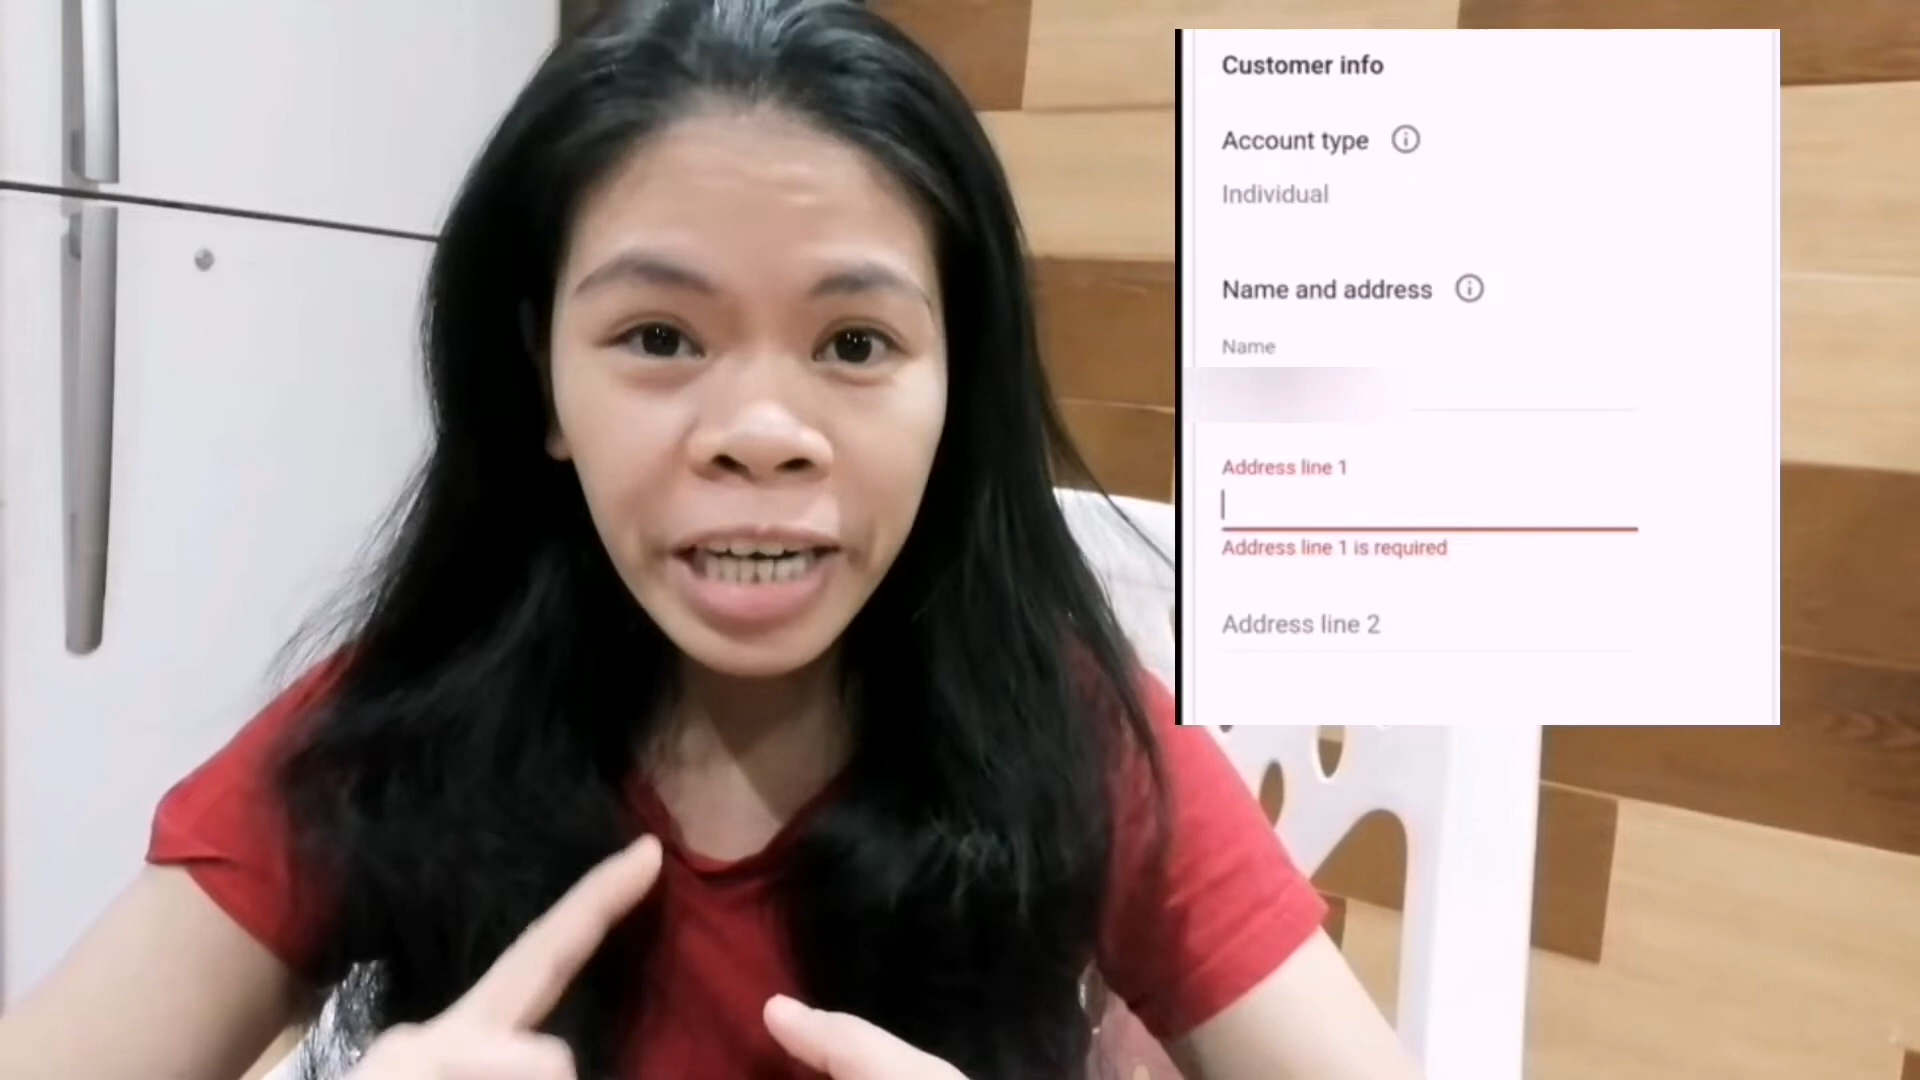 Customer info
Account type
Individual
Name and address
Name
Address line 1
Address line 1 is required
Address line 2